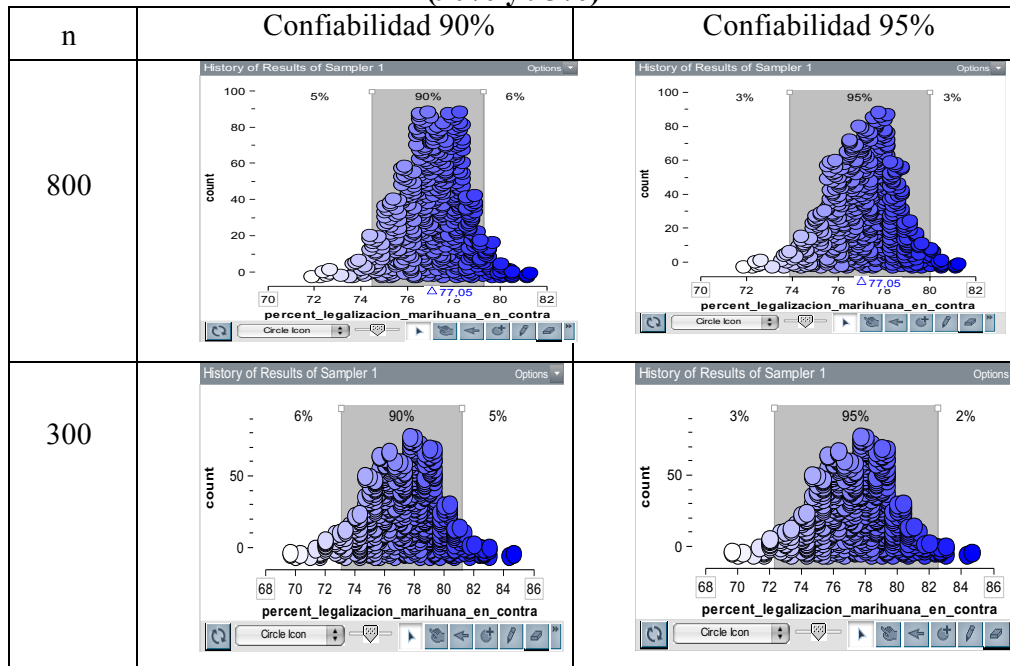 n
Confiabilidad 90%
Confiabilidad 95%
800
History of Results of Sampler 1
Options
5%
90%
6%
100
80
60
40
20
0
count
77,05
70
72
74
76
78
80
82
percent_legalizacion_marihuana_en_contra
Circle Icon
History of Results of Sampler 1
Options
3%
95%
3%
100
80
60
40
20
0
count
77,05
70
72
74
76
78
80
82
percent_legalizacion_marihuana_en_contra
Circle Icon
300
History of Results of Sampler 1
Options
6%
90%
5%
50
0
count
68
70
72
74
76
78
80
82
84
86
percent_legalizacion_marihuana_en_contra
Circle Icon
History of Results of Sampler 1
Options
3%
95%
2%
50
0
count
68
70
72
74
76
78
80
82
84
86
percent_legalizacion_marihuana_en_contra
Circle Icon